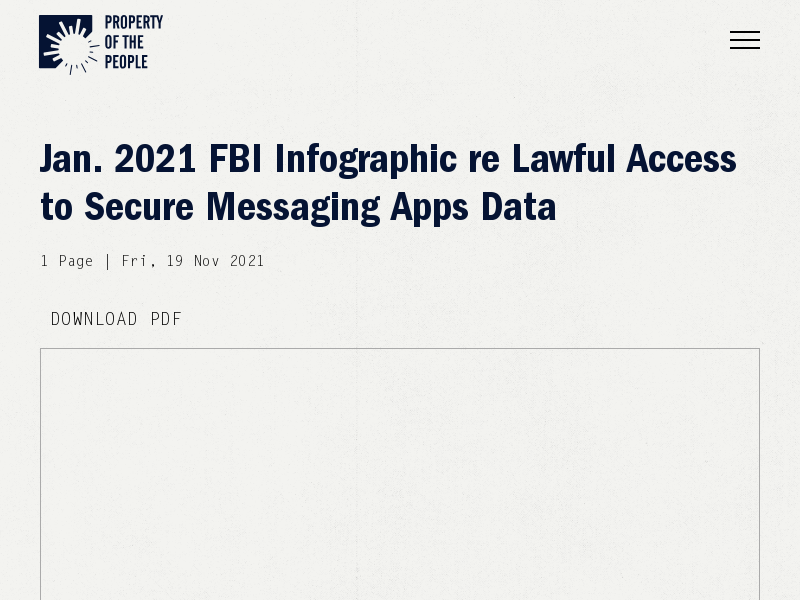 PROPERTY
OF THE
PEOPLE
Jan. 2021 FBI Infographic re Lawful Access
to Secure Messaging Apps Data
1 Page | Fri, 19 Nov 2021
DOWNLOAD PDF